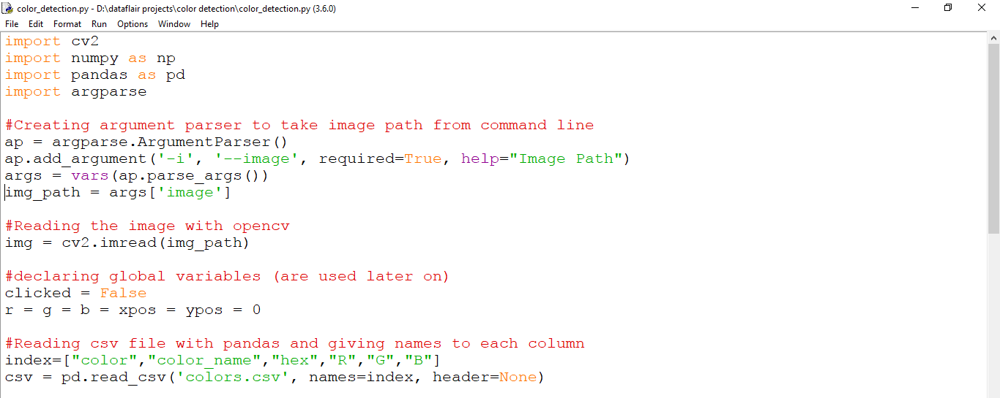 color_detection.py - D:\dataflair projects\color detection\color_detection.py (3.6.0)
File Edit Format Run Options Window Help
import cv2
import numpy as np
import pandas as pd
import argparse
#Creating argument parser to take image path from command line
ap = argparse.ArgumentParser()
ap.add_argument('-i', '--image', required=True, help="Image Path")
args = vars(ap.parse_args())
img_path = args['image']
#Reading the image with opencv
img = cv2.imread(img_path)
#declaring global variables (are used later on)
clicked = False
r = g = b = xpos = ypos = 0
#Reading csv file with pandas and giving names to each column
index=["color","color_name","hex","R","G","B"]
csv = pd.read_csv('colors.csv', names=index, header=None)